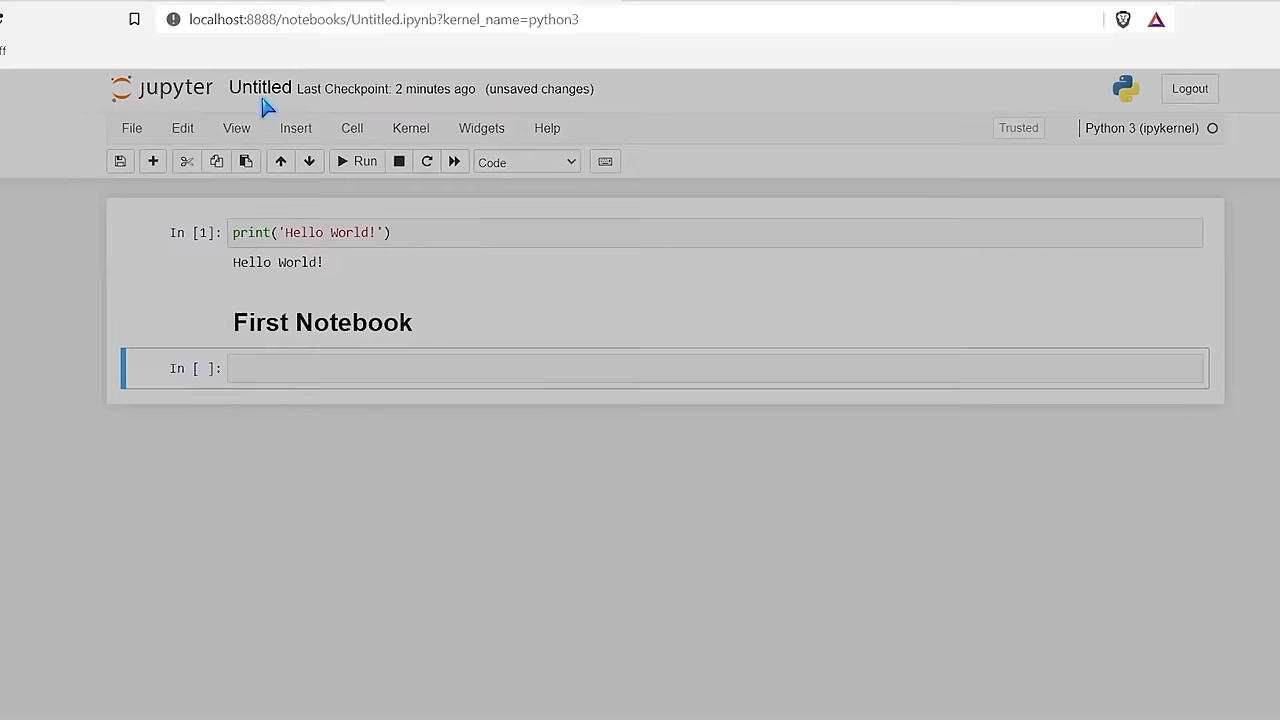 localhost:8888/notebooks/Untitled.ipynb?kernel_name=python3
ff
jupyter Untitled Last Checkpoint: 2 minutes ago (unsaved changes) Logout
File Edit View Insert Cell Kernel Widgets Help Trusted Python 3 (ipykernel)
Run Code
In [1]: print('Hello World!')
Hello World!
First Notebook
In [ ]: